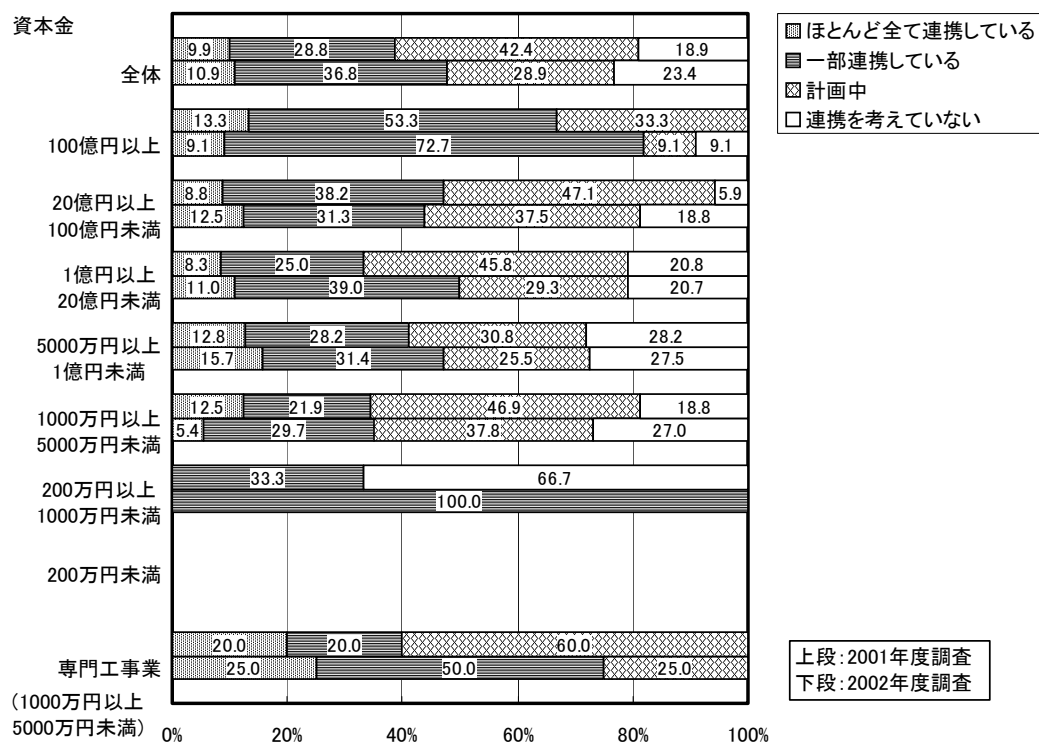 資本金
ほとんど全て連携している
一部連携している
計画中
連携を考えていない
9.9 28.8 42.4 18.9
全体
10.9 36.8 28.9 23.4
13.3 53.3 33.3
100億円以上
9.1 72.7 9.1 9.1
8.8 38.2 47.1 5.9
20億円以上
100億円未満
12.5 31.3 37.5 18.8
8.3 25.0 45.8 20.8
1億円以上
20億円未満
11.0 39.0 29.3 20.7
12.8 28.2 30.8 28.2
5000万円以上
1億円未満
15.7 31.4 25.5 27.5
12.5 21.9 46.9 18.8
1000万円以上
5000万円未満
5.4 29.7 37.8 27.0
33.3 66.7
200万円以上
1000万円未満
100.0
200万円未満
20.0 20.0 60.0
専門工事業
25.0 50.0 25.0
(1000万円以上
5000万円未満)
上段:2001年度調査
下段:2002年度調査
0% 20% 40% 60% 80% 100%